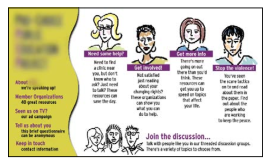 About
we're speaking up!
Member Organizations
40 great resources
Seen us on TV?
our ad campaign
Tell us about you
this brief questionnaire
can be anonymous
Keep in touch
contact information
Need some help?
Need to find
a clinic near
you, but don't
know who to
ask? Just need
to talk? These
resources can
save the day.
Get involved!
Not satisfied
just reading
about your
changing rights?
These organizations
can show you
what you can
do to help.
Get more info
There's more
going on out
there than you'd
think. These
resources can
get you up to
speed on topics
that affect
your life.
Stop the violence!
You've seen
the scare tactics
on tv and read
about them in
the paper. Find
out about the
people who
are working
to keep the peace.
Join the discussion...
Talk with people like you in our threaded discussion groups.
There's a variety of topics to choose from.